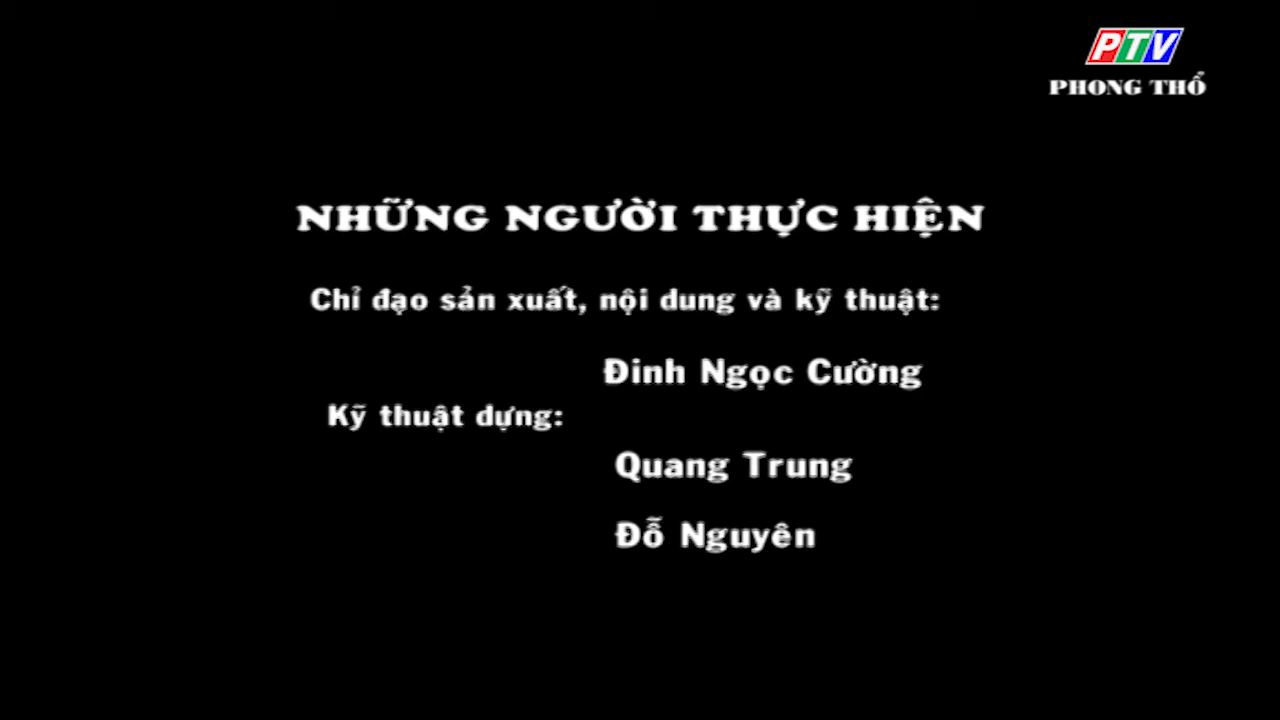 PTV
PHONG THỔ
NHỮNG NGƯỜI THỰC HIỆN
Chỉ đạo sản xuất, nội dung và kỹ thuật:
Đinh Ngọc Cường
Kỹ thuật dựng:
Quang Trung
Đỗ Nguyên